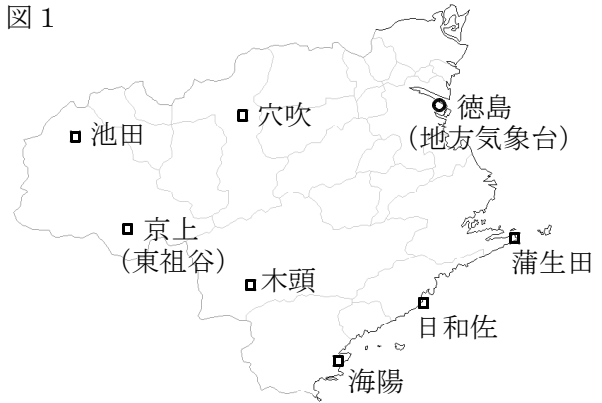 図1
徳島
(地方気象台)
穴吹
池田
京上
(東祖谷)
蒲生田
木頭
日和佐
海陽